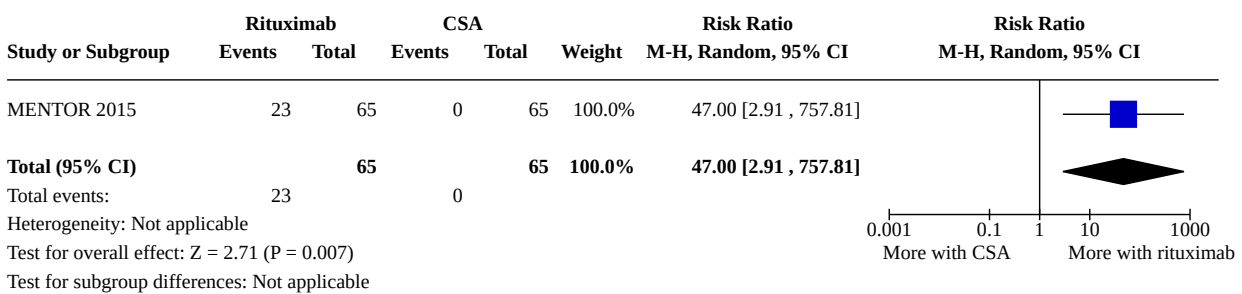 Rituximab CSA Risk Ratio Risk Ratio
Study or Subgroup Events Total Events Total Weight M-H, Random, 95% CI M-H, Random, 95% CI
MENTOR 2015 23 65 0 65 100.0% 47.00 [2.91 , 757.81]
Total (95% CI) 65 65 100.0% 47.00 [2.91 , 757.81]
Total events: 23 0
Heterogeneity: Not applicable
0.001 0.1 1 10 1000
Test for overall effect: Z = 2.71 (P = 0.007) More with CSA More with rituximab
Test for subgroup differences: Not applicable